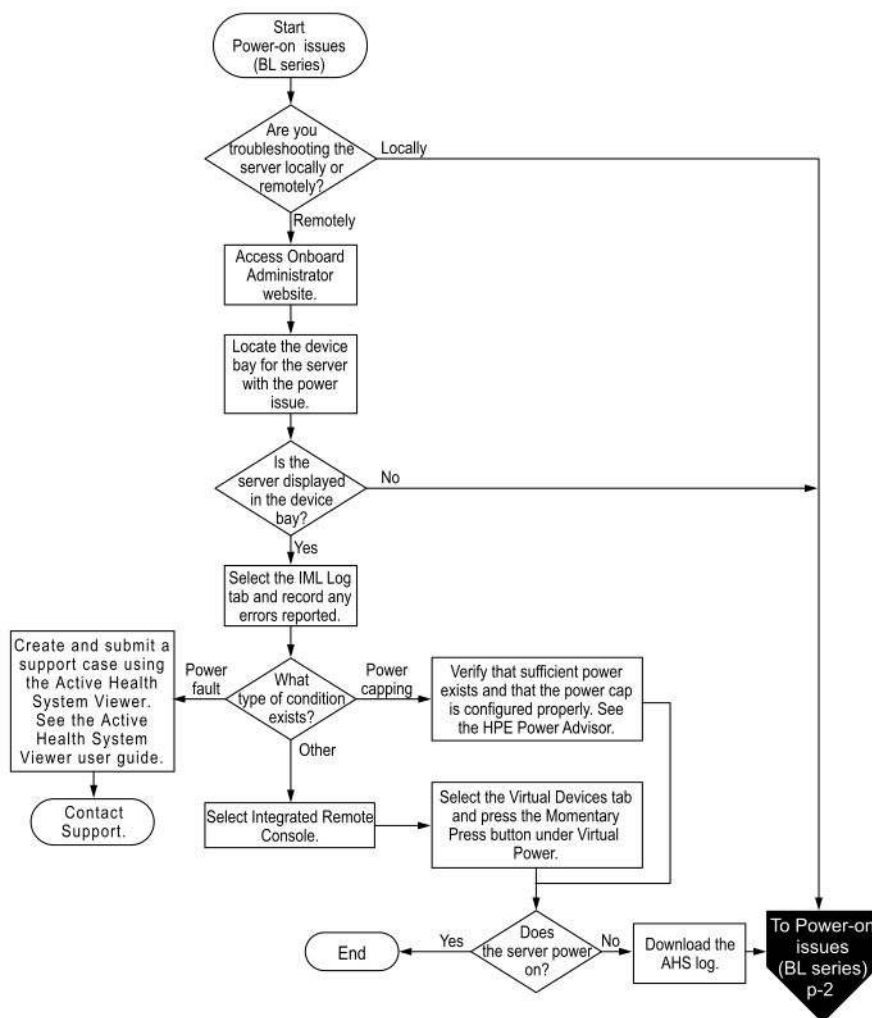 Start
Power-on issues
(BL series)
Are you
troubleshooting the
server locally or
remotely?
Locally
Remotely
Access Onboard
Administrator
website.
Locate the device
bay for the server
with the power
issue.
Is the
server displayed
in the device
bay?
No
Yes
Select the IML Log
tab and record any
errors reported.
Create and submit a
support case using
the Active Health
System Viewer.
See the Active
Health System
Viewer user guide.
Power
fault
What
type of condition
exists?
Power
capping
Verify that sufficient power
exists and that the power cap
is configured properly. See
the HPE Power Advisor.
Other
Contact
Support.
Select Integrated Remote
Console.
Select the Virtual Devices tab
and press the Momentary
Press button under Virtual
Power.
Does
the server power
on?
Yes
End
No
Download the
AHS log.
To Power-on
issues
(BL series)
p-2